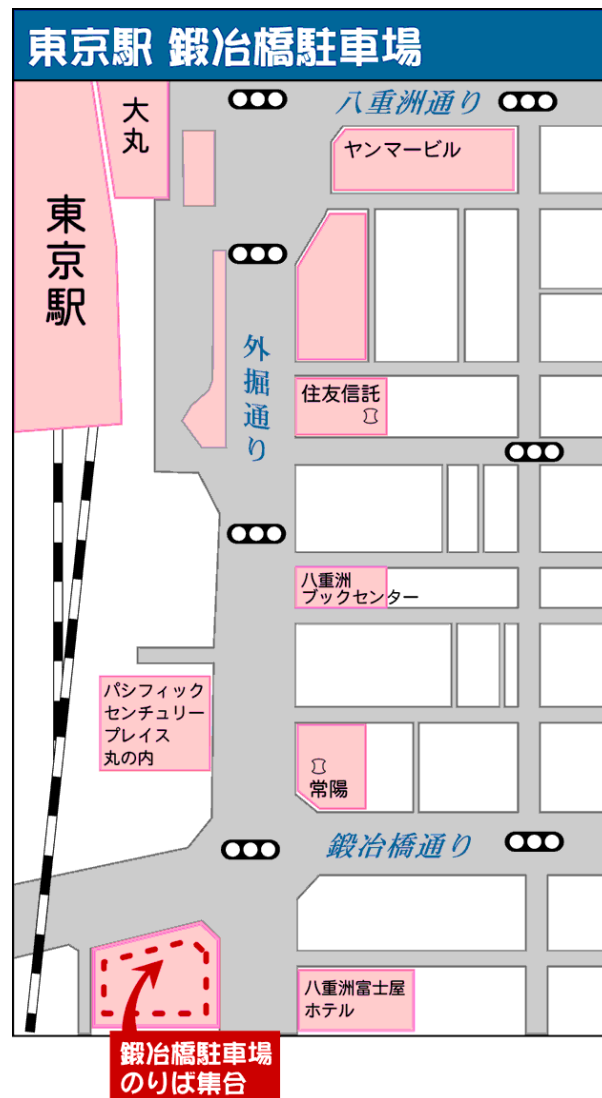 東京駅 鍛冶橋駐車場
大丸
八重洲通り
ヤンマービル
東京駅
外堀通り
住友信託
八重洲
ブックセンター
パシフィック
センチュリー
プレイス
丸の内
常陽
鍛冶橋通り
八重洲富士屋
ホテル
鍛冶橋駐車場
のりば集合